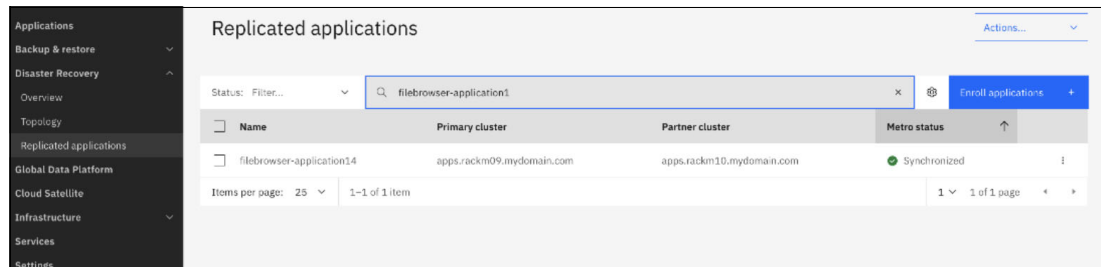 Applications
Backup & restore
Disaster Recovery
Overview
Topology
Replicated applications
Global Data Platform
Cloud Satellite
Infrastructure
Services
Settings
Replicated applications
Actions...
Status: Filter...
filebrowser-application1
Enroll applications +
Name Primary cluster Partner cluster Metro status
filebrowser-application14 apps.rackm09.mydomain.com apps.rackm10.mydomain.com Synchronized
Items per page: 25 1–1 of 1 item 1 1 of 1 page